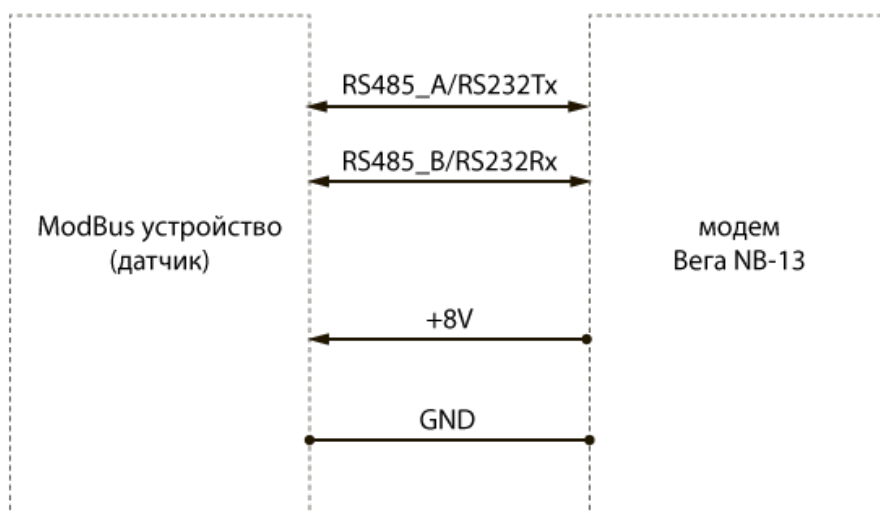 RS485_A/RS232Tx
RS485_B/RS232Rx
ModBus устройство
(датчик)
модем
Вега NB-13
+8V
GND